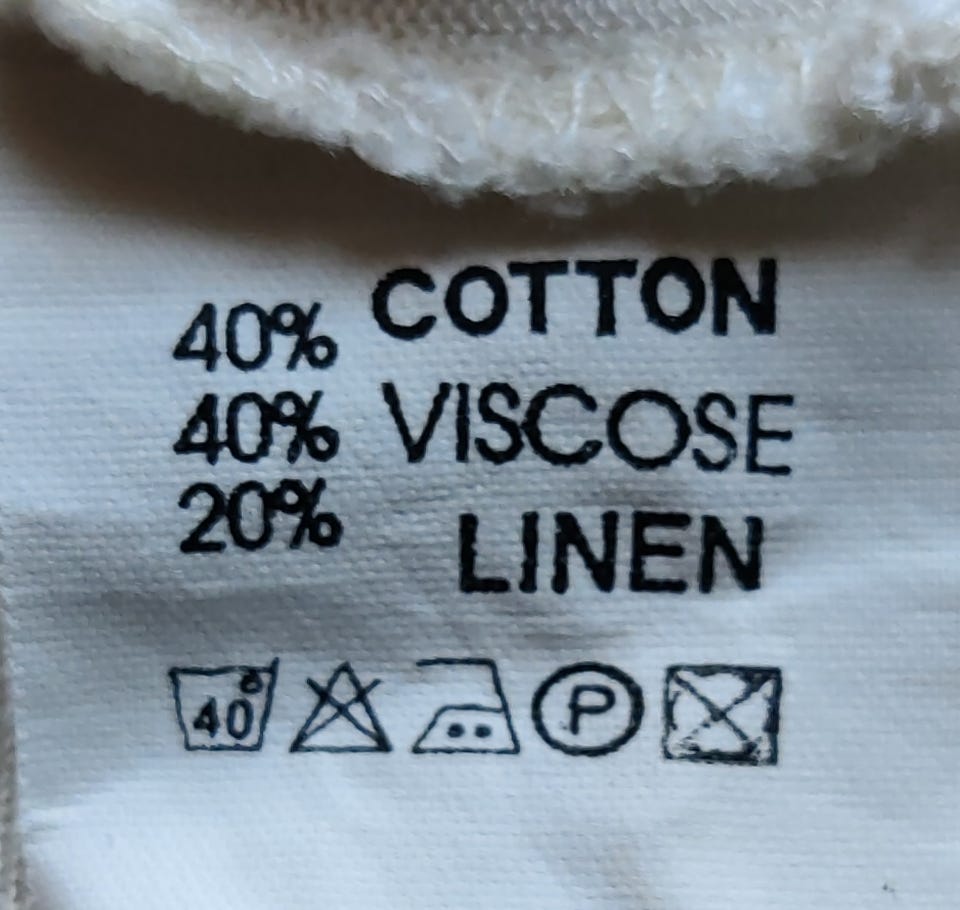 40% COTTON
40% VISCOSE
20% LINEN
40 P